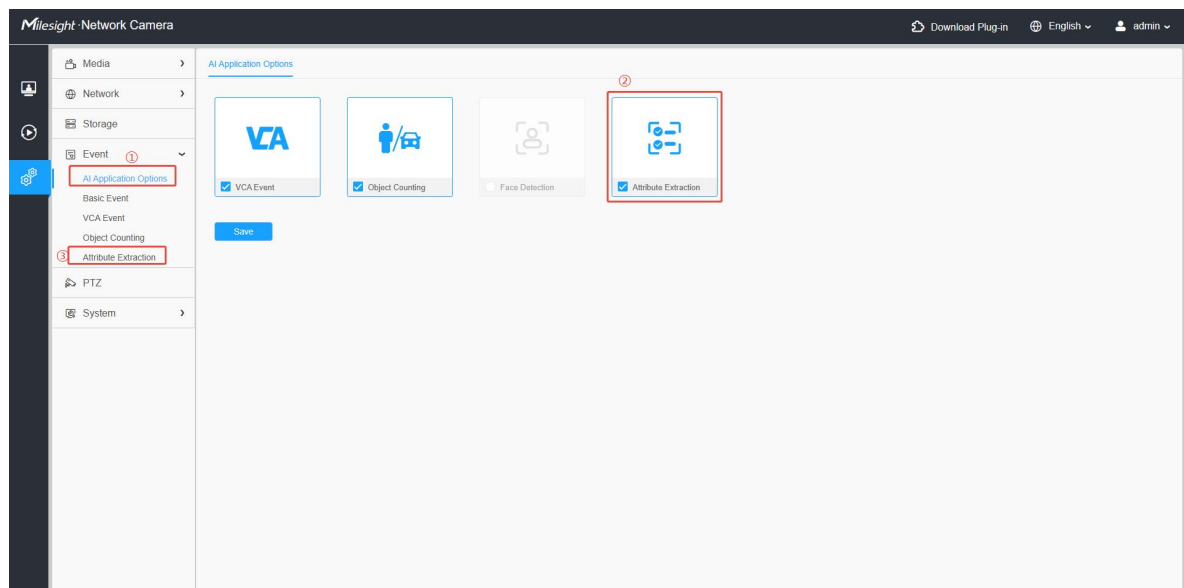 Milesight · Network Camera
Download Plug-in
English
admin
Media
Network
Storage
Event ①
AI Application Options
Basic Event
VCA Event
Object Counting
③ Attribute Extraction
PTZ
System
AI Application Options
②
VCA
VCA Event
Object Counting
Face Detection
Attribute Extraction
Save